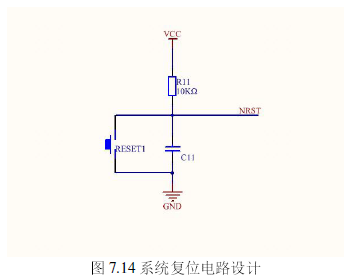 VCC
R11
10KΩ
NRST
RESET1
C11
GND
图 7.14 系统复位电路设计